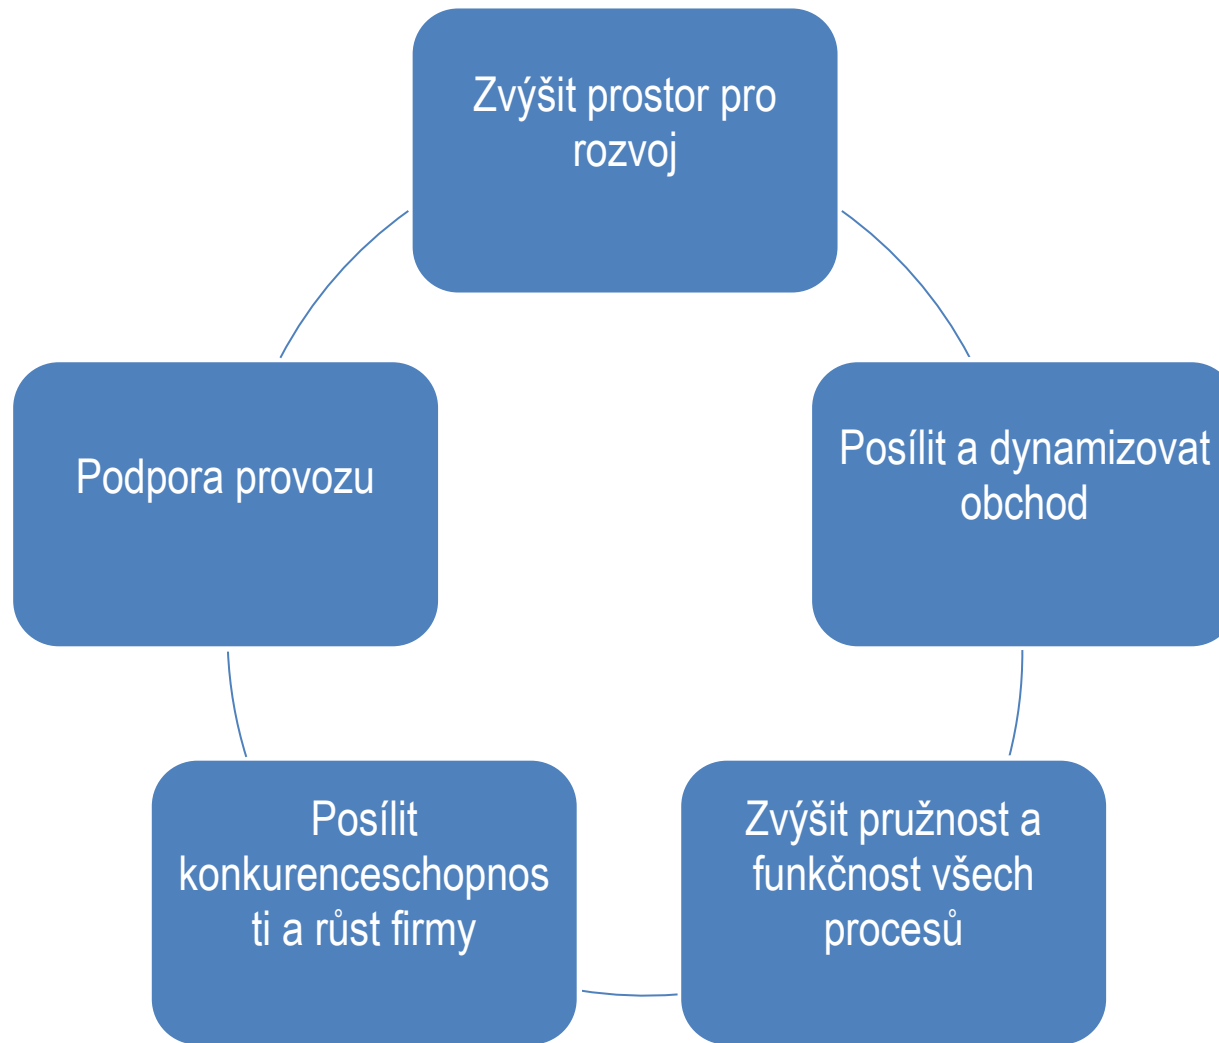 Zvýšit prostor pro
rozvoj
Posílit a dynamizovat
obchod
Zvýšit pružnost a
funkčnost všech
procesů
Posílit
konkurenceschopnos
ti a růst firmy
Podpora provozu